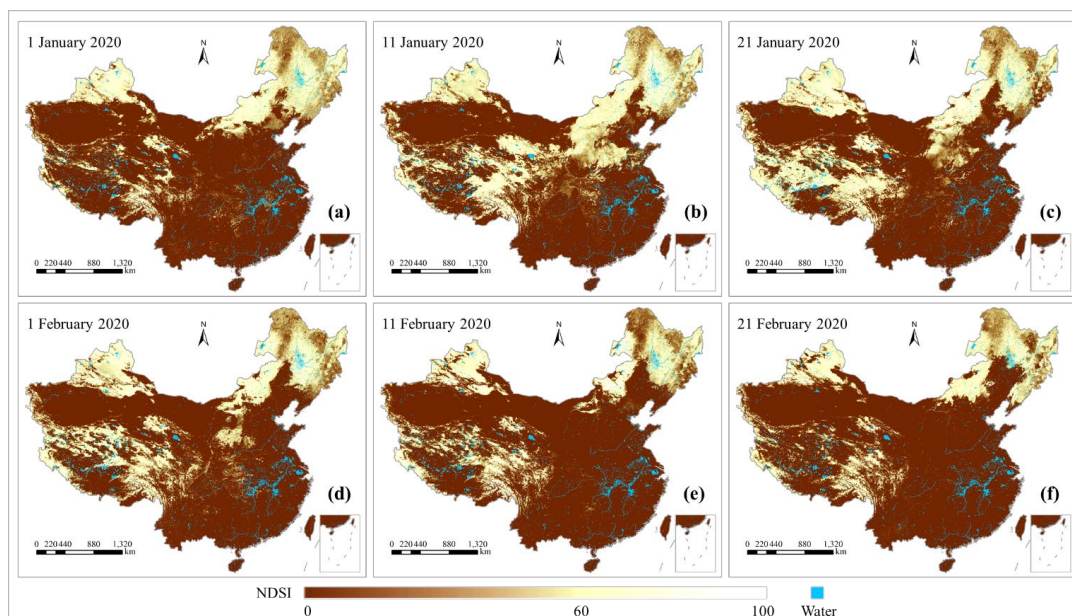 1 January 2020
N
(a)
0 220 440 880 1,320
km
11 January 2020
N
(b)
0 220 440 880 1,320
km
21 January 2020
N
(c)
0 220 440 880 1,320
km
1 February 2020
N
(d)
0 220 440 880 1,320
km
11 February 2020
N
(e)
0 220 440 880 1,320
km
21 February 2020
N
(f)
0 220 440 880 1,320
km
NDSI
0 60 100
Water